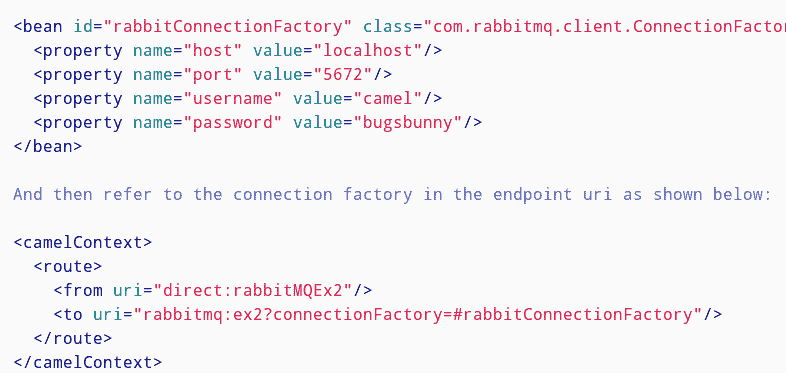 <bean id="rabbitConnectionFactory" class="com.rabbitmq.client.ConnectionFactor
  <property name="host" value="localhost"/>
  <property name="port" value="5672"/>
  <property name="username" value="camel"/>
  <property name="password" value="bugsbunny"/>
</bean>

And then refer to the connection factory in the endpoint uri as shown below:

<camelContext>
  <route>
    <from uri="direct:rabbitMQEx2"/>
    <to uri="rabbitmq:ex2?connectionFactory=#rabbitConnectionFactory"/>
  </route>
</camelContext>